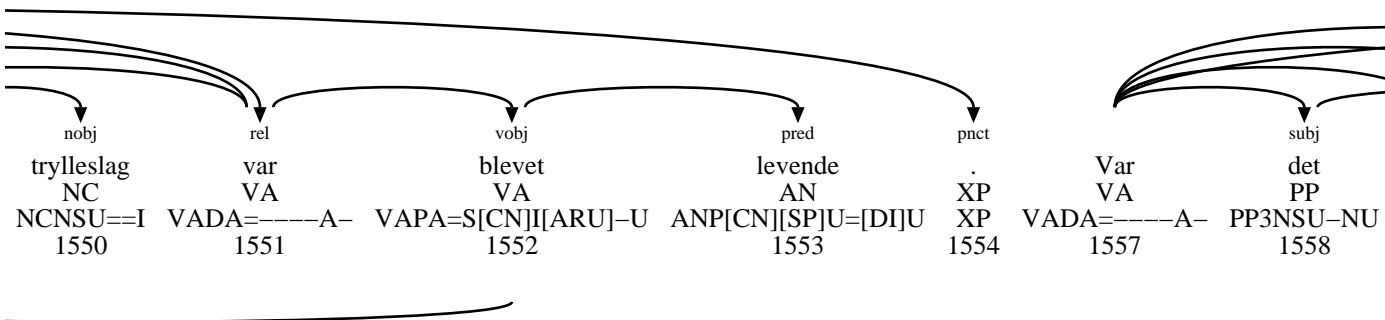 nobj rel vobj pred pnct subj
trylleslag var blevet levende . Var det
NC VA VA AN XP VA PP
NCNSU==I VADA=−−−−A− VAPA=S[CN]I[ARU]−U ANP[CN][SP]U=[DI]U XP VADA=−−−−A− PP3NSU−NU
1550 1551 1552 1553 1554 1557 1558